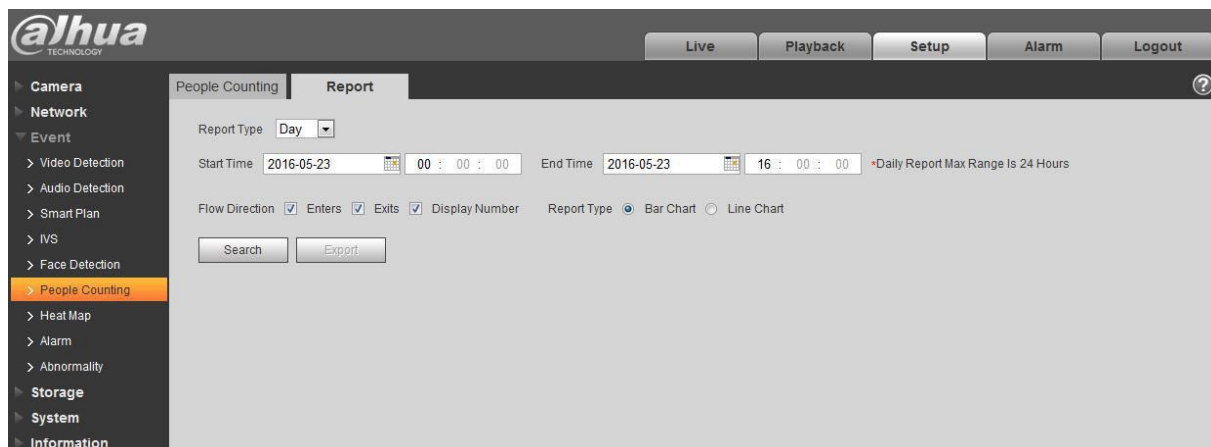 alhua
TECHNOLOGY
Live Playback Setup Alarm Logout
Camera
Network
Event
Video Detection
Audio Detection
Smart Plan
IVS
Face Detection
People Counting
Heat Map
Alarm
Abnormality
Storage
System
Information
People Counting Report
Report Type Day
Start Time 2016-05-23 00 : 00 : 00 End Time 2016-05-23 16 : 00 : 00 *Daily Report Max Range Is 24 Hours
Flow Direction Enters Exits Display Number Report Type Bar Chart Line Chart
Search Export